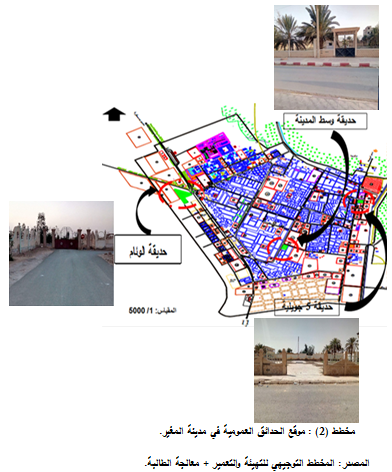 حديقة وسط المدينة
حديقة الوئام
حديقة 5 جويلية
المقياس: 1/ 5000
مخطط (2) : موقع الحدائق العمومية في مدينة المغير.
المصدر: المخطط التوجيهي للتهيئة والتعمير + معالجة الطالبة.